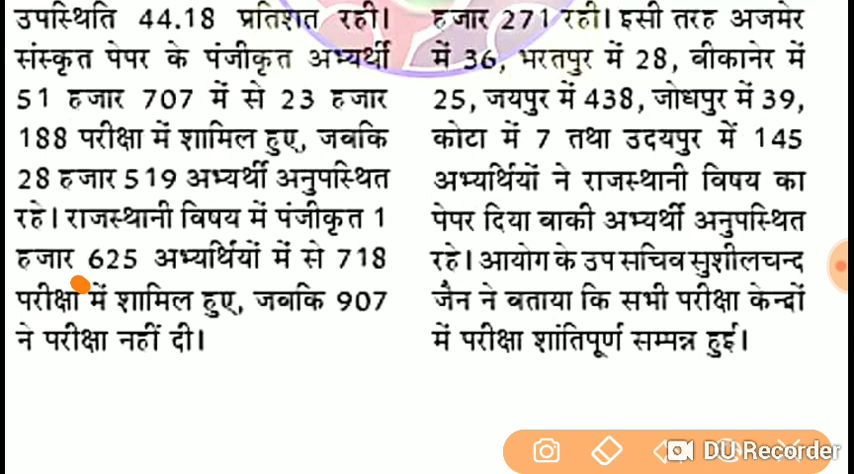 उपस्थिति 44.18 प्रतिशत रही।
संस्कृत पेपर के पंजीकृत अभ्यर्थी
51 हजार 707 में से 23 हजार
188 परीक्षा में शामिल हुए, जबकि
28 हजार 519 अभ्यर्थी अनुपस्थित
रहे। राजस्थानी विषय में पंजीकृत 1
हजार 625 अभ्यर्थियों में से 718
परीक्षा में शामिल हुए, जबकि 907
ने परीक्षा नहीं दी।
हजार 271 रही। इसी तरह अजमेर
में 36, भरतपुर में 28, बीकानेर में
25, जयपुर में 438, जोधपुर में 39,
कोटा में 7 तथा उदयपुर में 145
अभ्यर्थियों ने राजस्थानी विषय का
पेपर दिया बाकी अभ्यर्थी अनुपस्थित
रहे। आयोग के उप सचिव सुशीलचन्द
जैन ने बताया कि सभी परीक्षा केन्द्रों
में परीक्षा शांतिपूर्ण सम्पन्न हुई।
DU Recorder